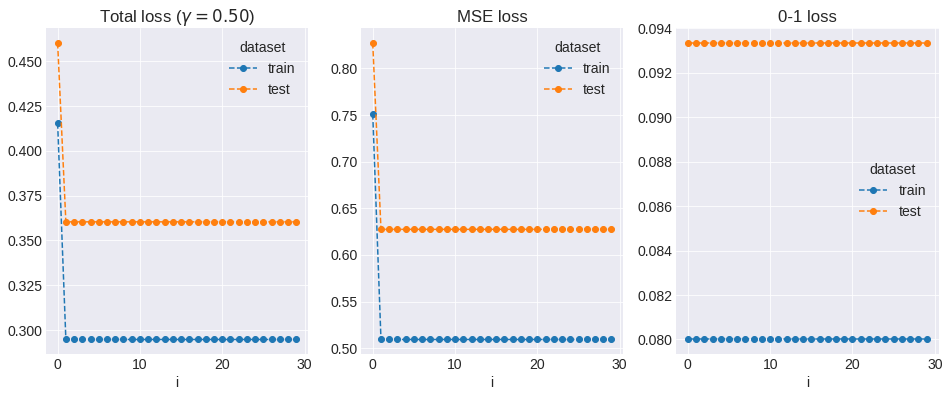 Total loss (γ = 0.50)
0.450
0.425
0.400
0.375
0.350
0.325
0.300
dataset
train
test
0
10
20
30
i
MSE loss
0.80
0.75
0.70
0.65
0.60
0.55
0.50
dataset
train
test
0
10
20
30
i
0-1 loss
0.094
0.092
0.090
0.088
0.086
0.084
0.082
0.080
dataset
train
test
0
10
20
30
i